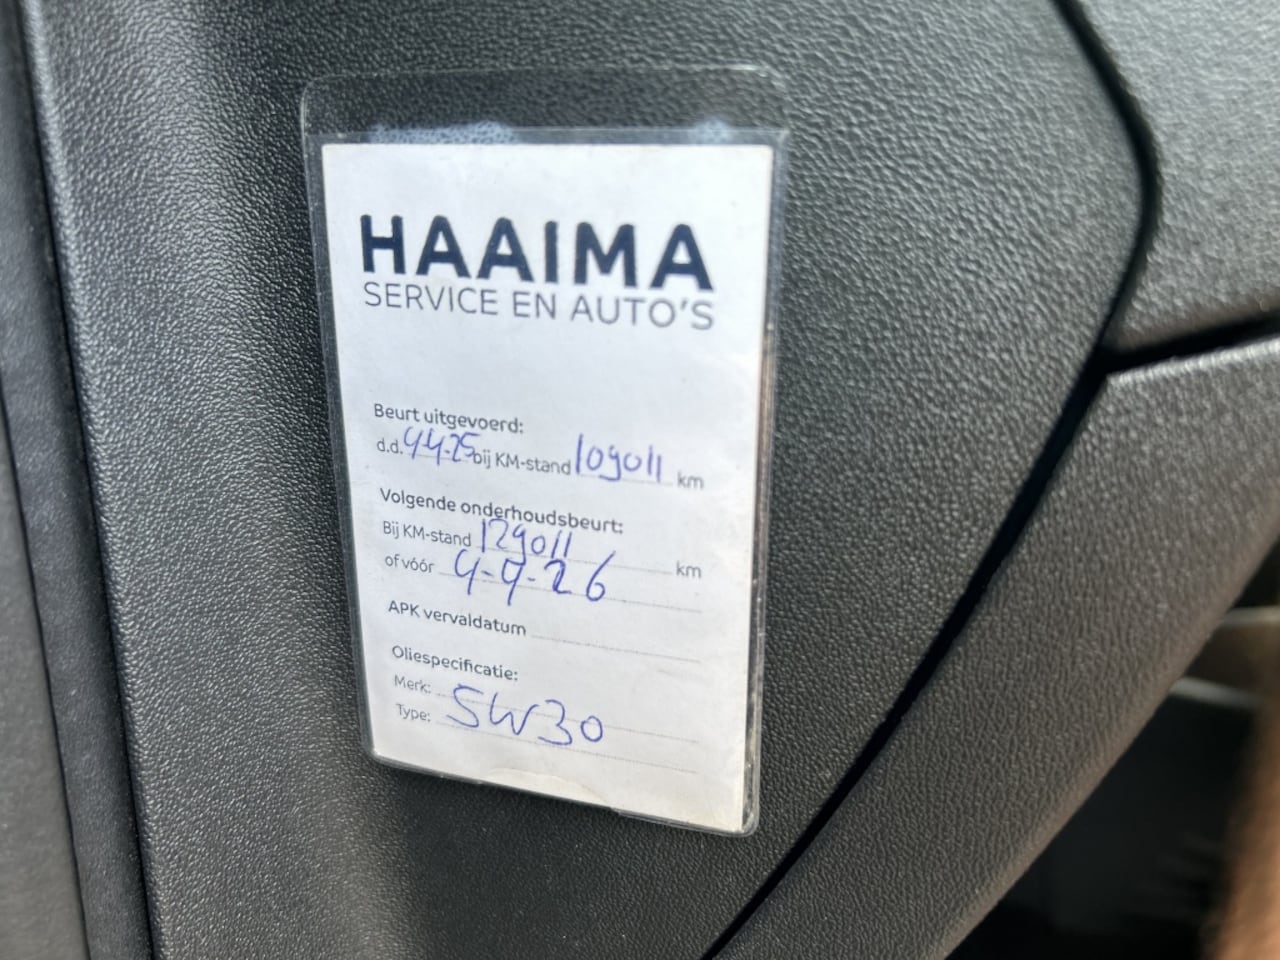 HAAIMA
SERVICE EN AUTO'S
Beurt uitgevoerd:
d.d. 4-4-25 bij KM-stand 109011 km
Volgende onderhoudsbeurt:
Bij KM-stand 129011 km
of vóór 4-4-26
APK vervaldatum
Oliespecificatie:
Merk:
Type: 5W30